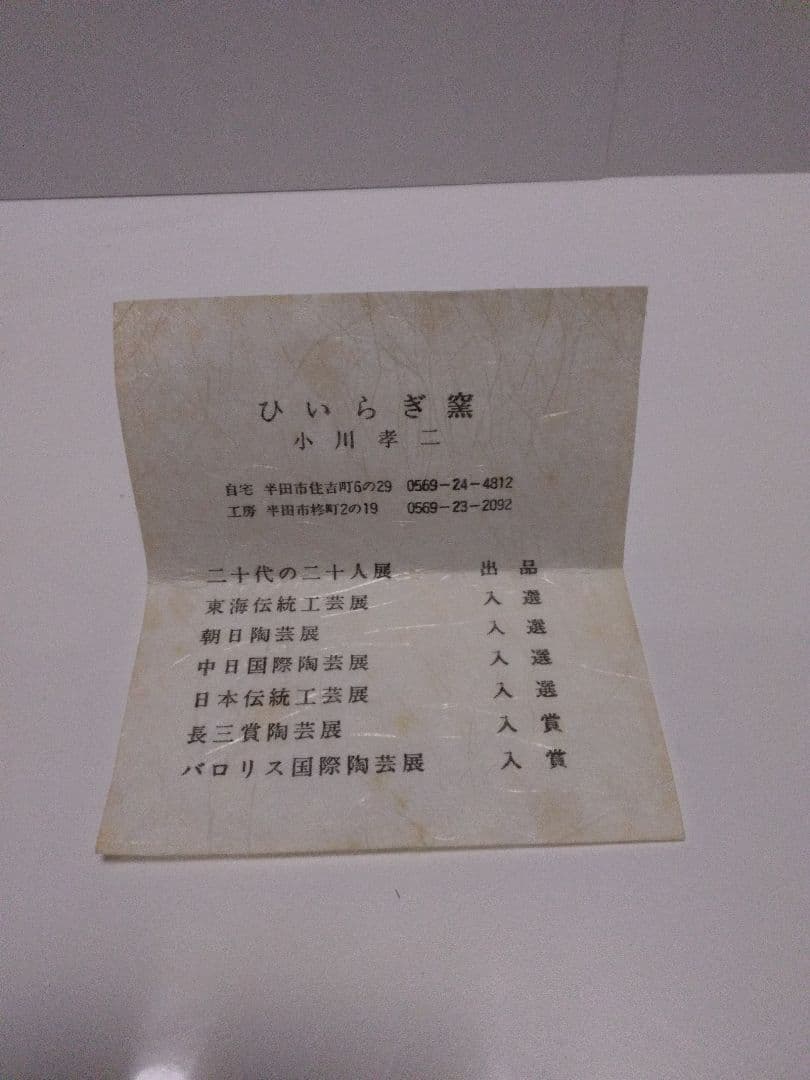 ひいらぎ窯
小川孝二
自宅 半田市住吉町6の29 0569-24-4812
工房 半田市柊町2の19 0569-23-2092
二十代の二十人展 出品
東海伝統工芸展 入選
朝日陶芸展 入選
中日国際陶芸展 入選
日本伝統工芸展 入選
長三賞陶芸展 入賞
バロリス国際陶芸展 入賞